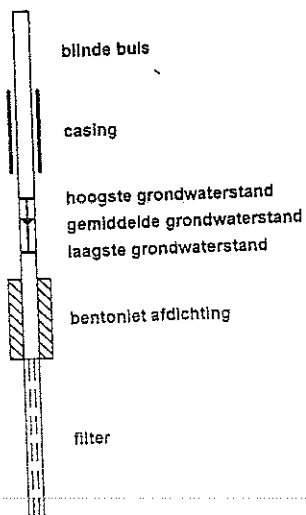 blinde buis
casing
hoogste grondwaterstand
gemiddelde grondwaterstand
laagste grondwaterstand
bentoniet afdichting
filter